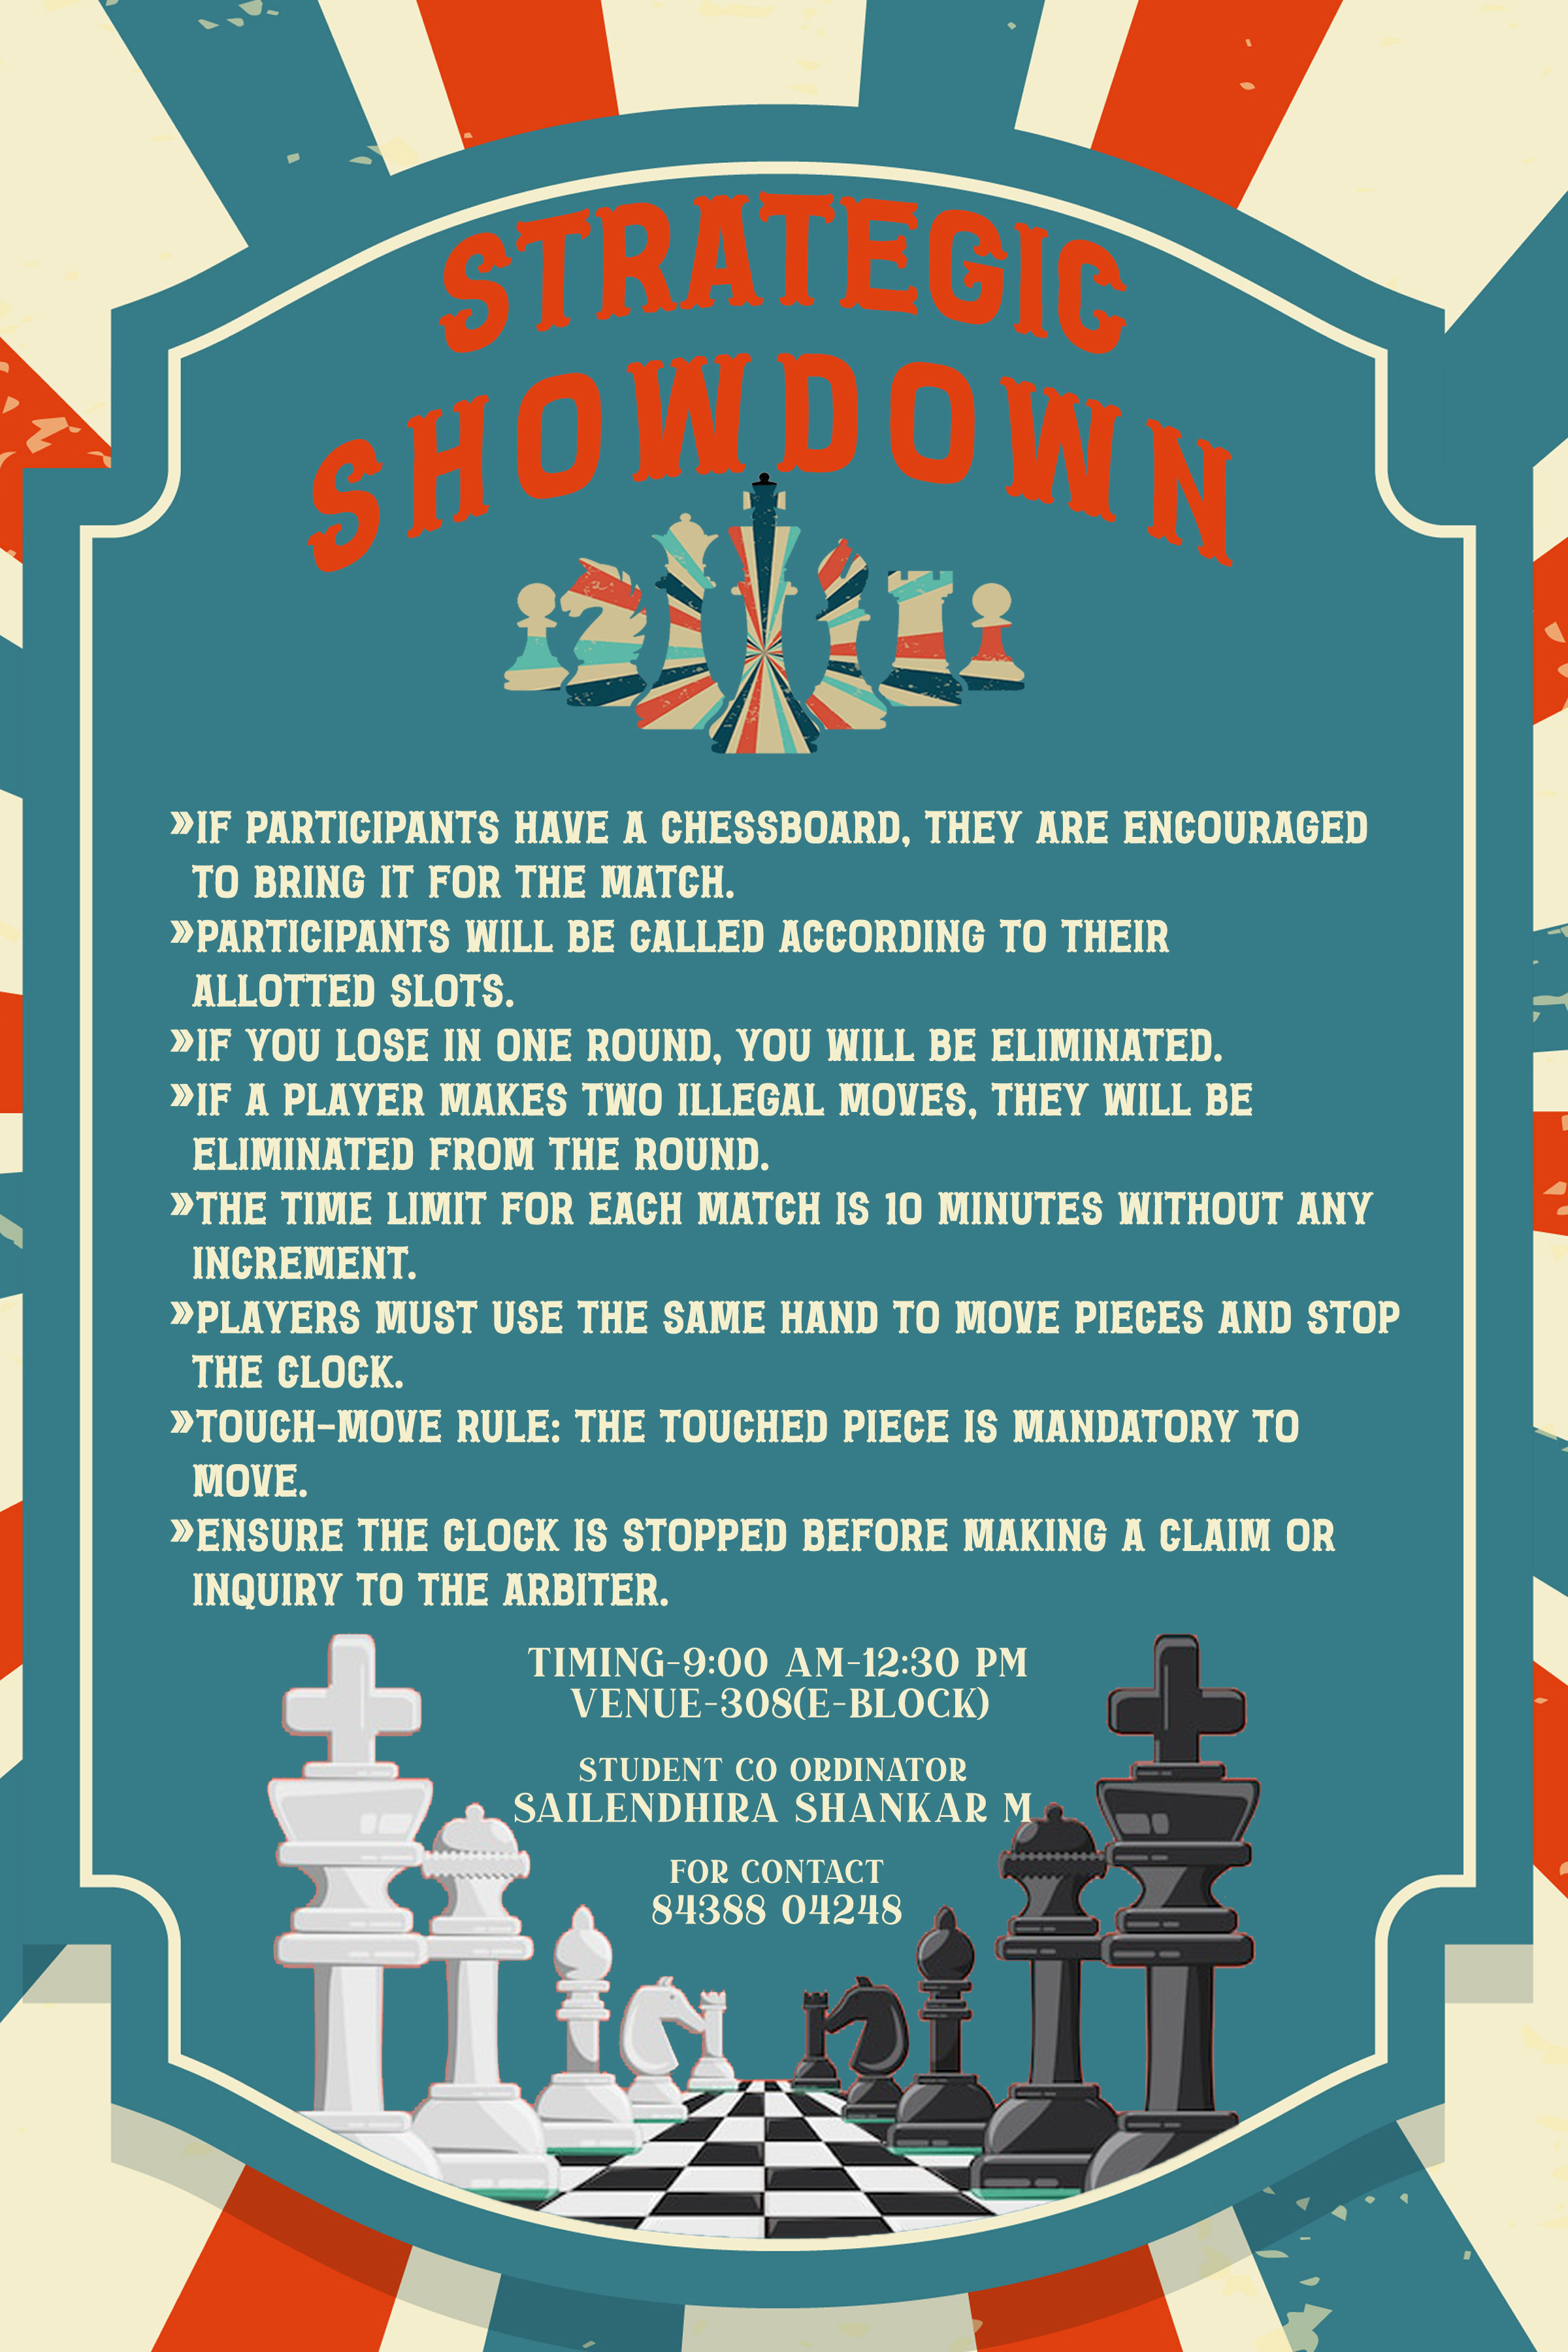 STRATEGIC
SHOWDOWN
»IF PARTICIPANTS HAVE A CHESSBOARD, THEY ARE ENCOURAGED
TO BRING IT FOR THE MATCH.
»PARTICIPANTS WILL BE CALLED ACCORDING TO THEIR
ALLOTTED SLOTS.
»IF YOU LOSE IN ONE ROUND, YOU WILL BE ELIMINATED.
»IF A PLAYER MAKES TWO ILLEGAL MOVES, THEY WILL BE
ELIMINATED FROM THE ROUND.
»THE TIME LIMIT FOR EACH MATCH IS 10 MINUTES WITHOUT ANY
INCREMENT.
»PLAYERS MUST USE THE SAME HAND TO MOVE PIECES AND STOP
THE CLOCK.
»TOUCH-MOVE RULE: THE TOUCHED PIECE IS MANDATORY TO
MOVE.
»ENSURE THE CLOCK IS STOPPED BEFORE MAKING A CLAIM OR
INQUIRY TO THE ARBITER.
TIMING-9:00 AM-12:30 PM
VENUE-308(E-BLOCK)
STUDENT CO ORDINATOR
SAILENDHIRA SHANKAR M
FOR CONTACT
84388 04248